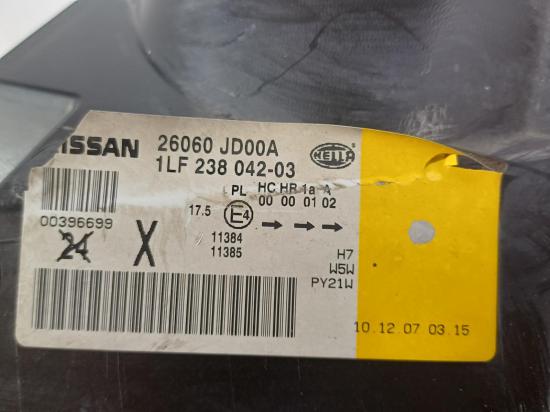 NISSAN 26060 JD00A
1LF 238 042-03
HELLA
PL HC HR 1a A
00 00 01 02
17.5 E4
00396699
24 X
11384
11385
H7
W5W
PY21W
10.12.07 03.15